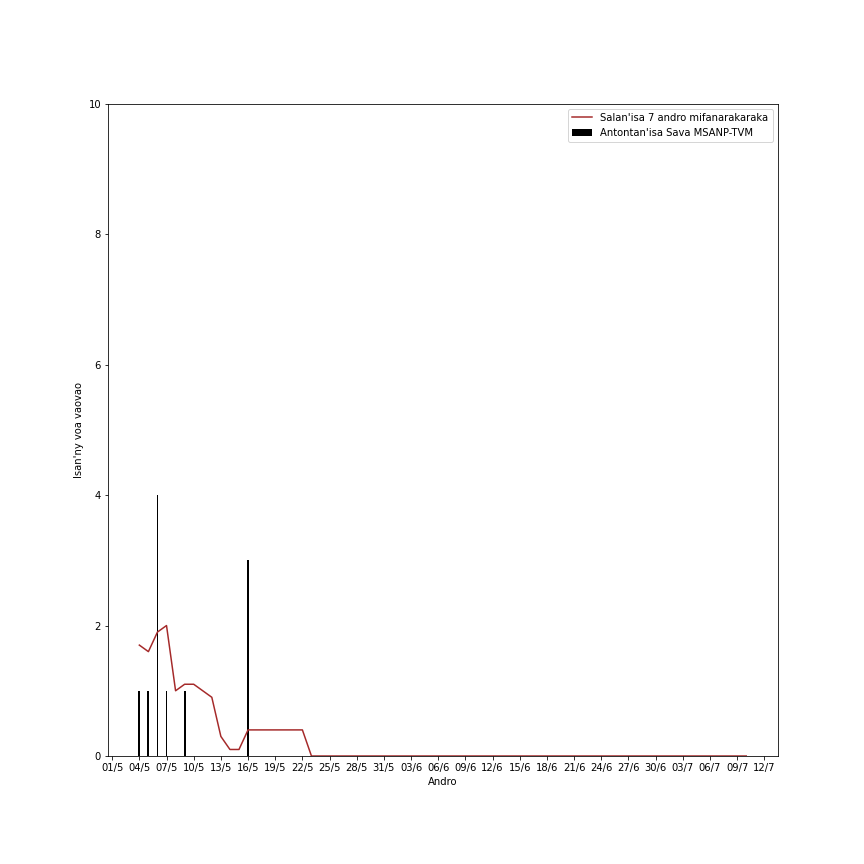 Salan'isa 7 andro mifanarakaraka
Antontan'isa Sava MSANP-TVM
10
8
6
4
2
0
Isan'ny voa vaovao
01/5 04/5 07/5 10/5 13/5 16/5 19/5 22/5 25/5 28/5 31/5 03/6 06/6 09/6 12/6 15/6 18/6 21/6 24/6 27/6 30/6 03/7 06/7 09/7 12/7
Andro